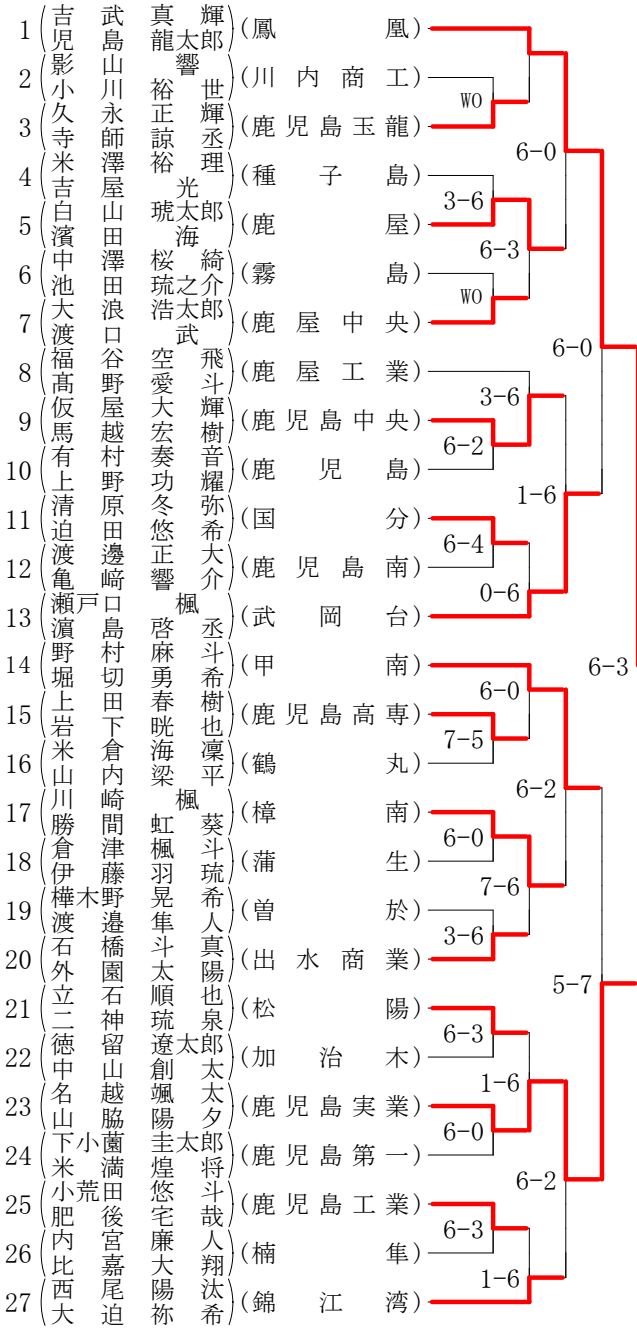 1 (吉武真輝 児島龍太郎) (鳳凰)
2 (影山響 小川裕世) (川内商工)
WO
3 (久永正輝 寺師諒丞) (鹿児島玉龍)
6-0
4 (米澤裕理 吉屋光) (種子島)
3-6
5 (白山琥太郎 濱田海) (鹿屋)
6-3
6 (中澤桜綺 池田琉之介) (霧島)
WO
7 (大浪浩太郎 渡口武) (鹿屋中央)
6-0
8 (福谷空飛 髙野愛斗) (鹿屋工業)
3-6
9 (仮屋大輝 馬越宏樹) (鹿児島中央)
6-2
10 (有村奏音 上野功耀) (鹿児島)
1-6
11 (清原冬弥 迫田悠希) (国分)
6-4
12 (渡邊正大 亀﨑響介) (鹿児島南)
0-6
13 (瀬戸口楓 濵島啓丞) (武岡台)
6-3
14 (野村麻斗 堀切勇希) (甲南)
6-0
15 (上田春樹 岩下晄也) (鹿児島高専)
7-5
16 (米倉海凜 山内梁平) (鶴丸)
6-2
17 (川崎楓 勝間虹葵) (樟南)
6-0
18 (倉津楓斗 伊藤羽琉) (蒲生)
7-6
19 (樺木野晃希 渡邉隼人) (曽於)
3-6
20 (石橋斗真 外園太陽) (出水商業)
5-7
21 (立石順也 二神琉泉) (松陽)
6-3
22 (徳留遼太郎 中山創太) (加治木)
1-6
23 (名越颯太 山脇陽夕) (鹿児島実業)
6-0
24 (下小薗圭太郎 米満煌将) (鹿児島第一)
6-2
25 (小荒田悠斗 肥後宅哉) (鹿児島工業)
6-3
26 (内宮廉人 比嘉大翔) (楠隼)
1-6
27 (西尾陽汰 大迫祢希) (錦江湾)